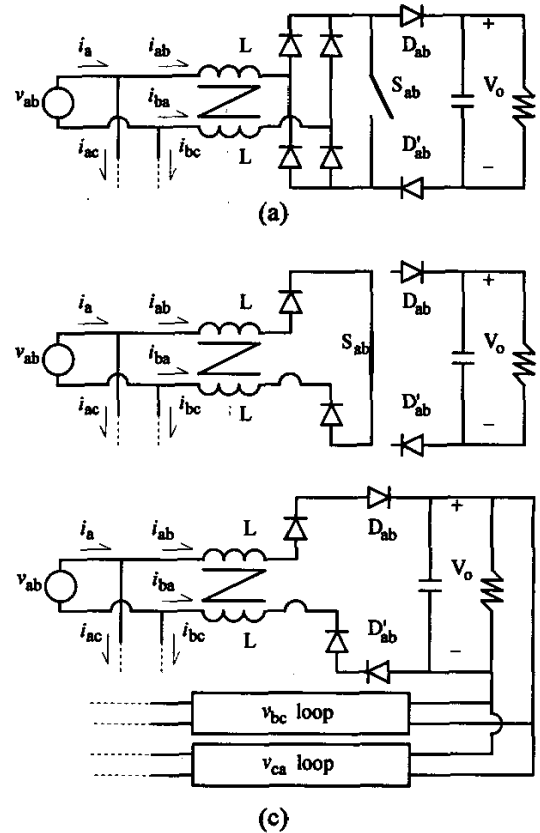 i_a i_ab L
D_ab +
v_ab i_ba S_ab V_o
i_ac i_bc L D'_ab −
(a)
i_a i_ab L
D_ab +
v_ab i_ba S_ab V_o
i_ac i_bc L D'_ab −
i_a i_ab L
D_ab +
v_ab i_ba V_o
i_ac i_bc L D'_ab −
v_bc loop
v_ca loop
(c)